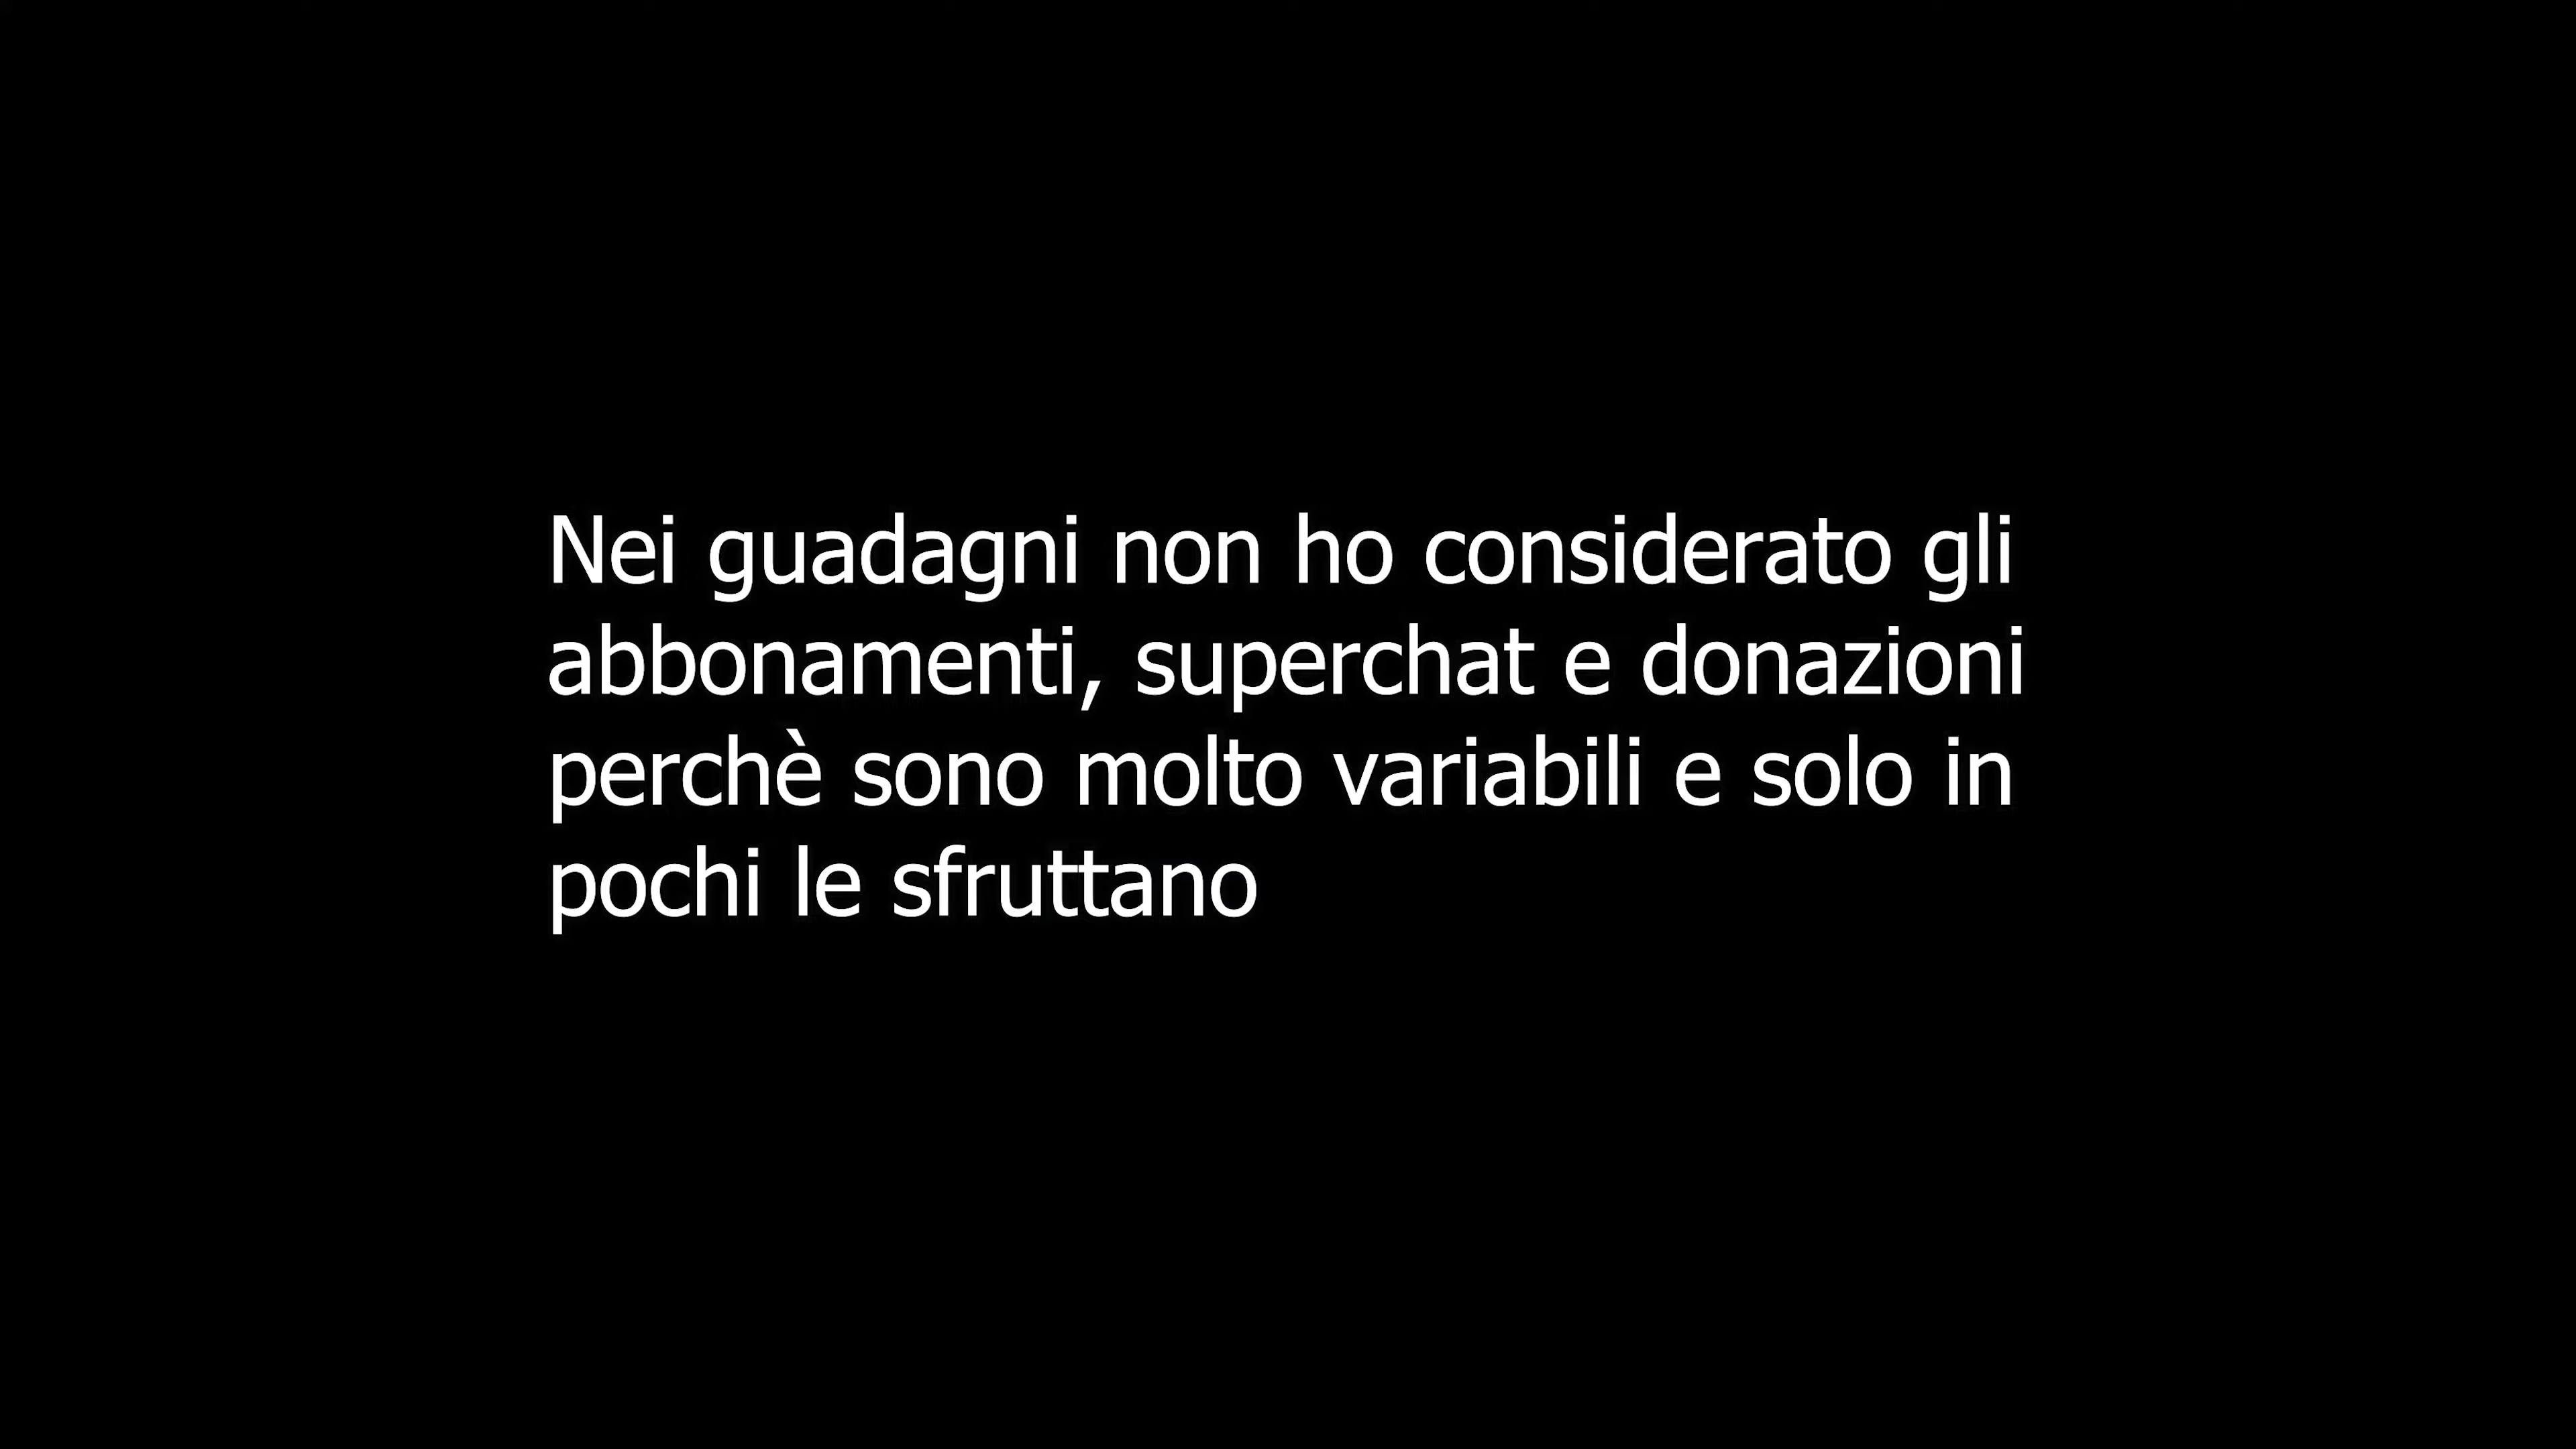 Nei guadagni non ho considerato gli
abbonamenti, superchat e donazioni
perchè sono molto variabili e solo in
pochi le sfruttano